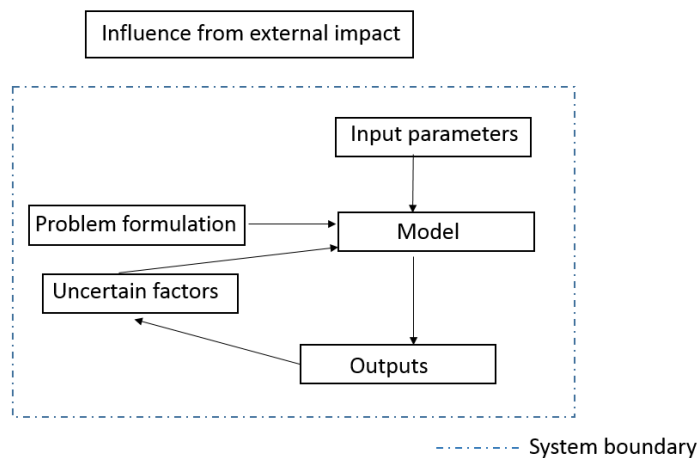 Influence from external impact
Input parameters
Problem formulation
Model
Uncertain factors
Outputs
System boundary